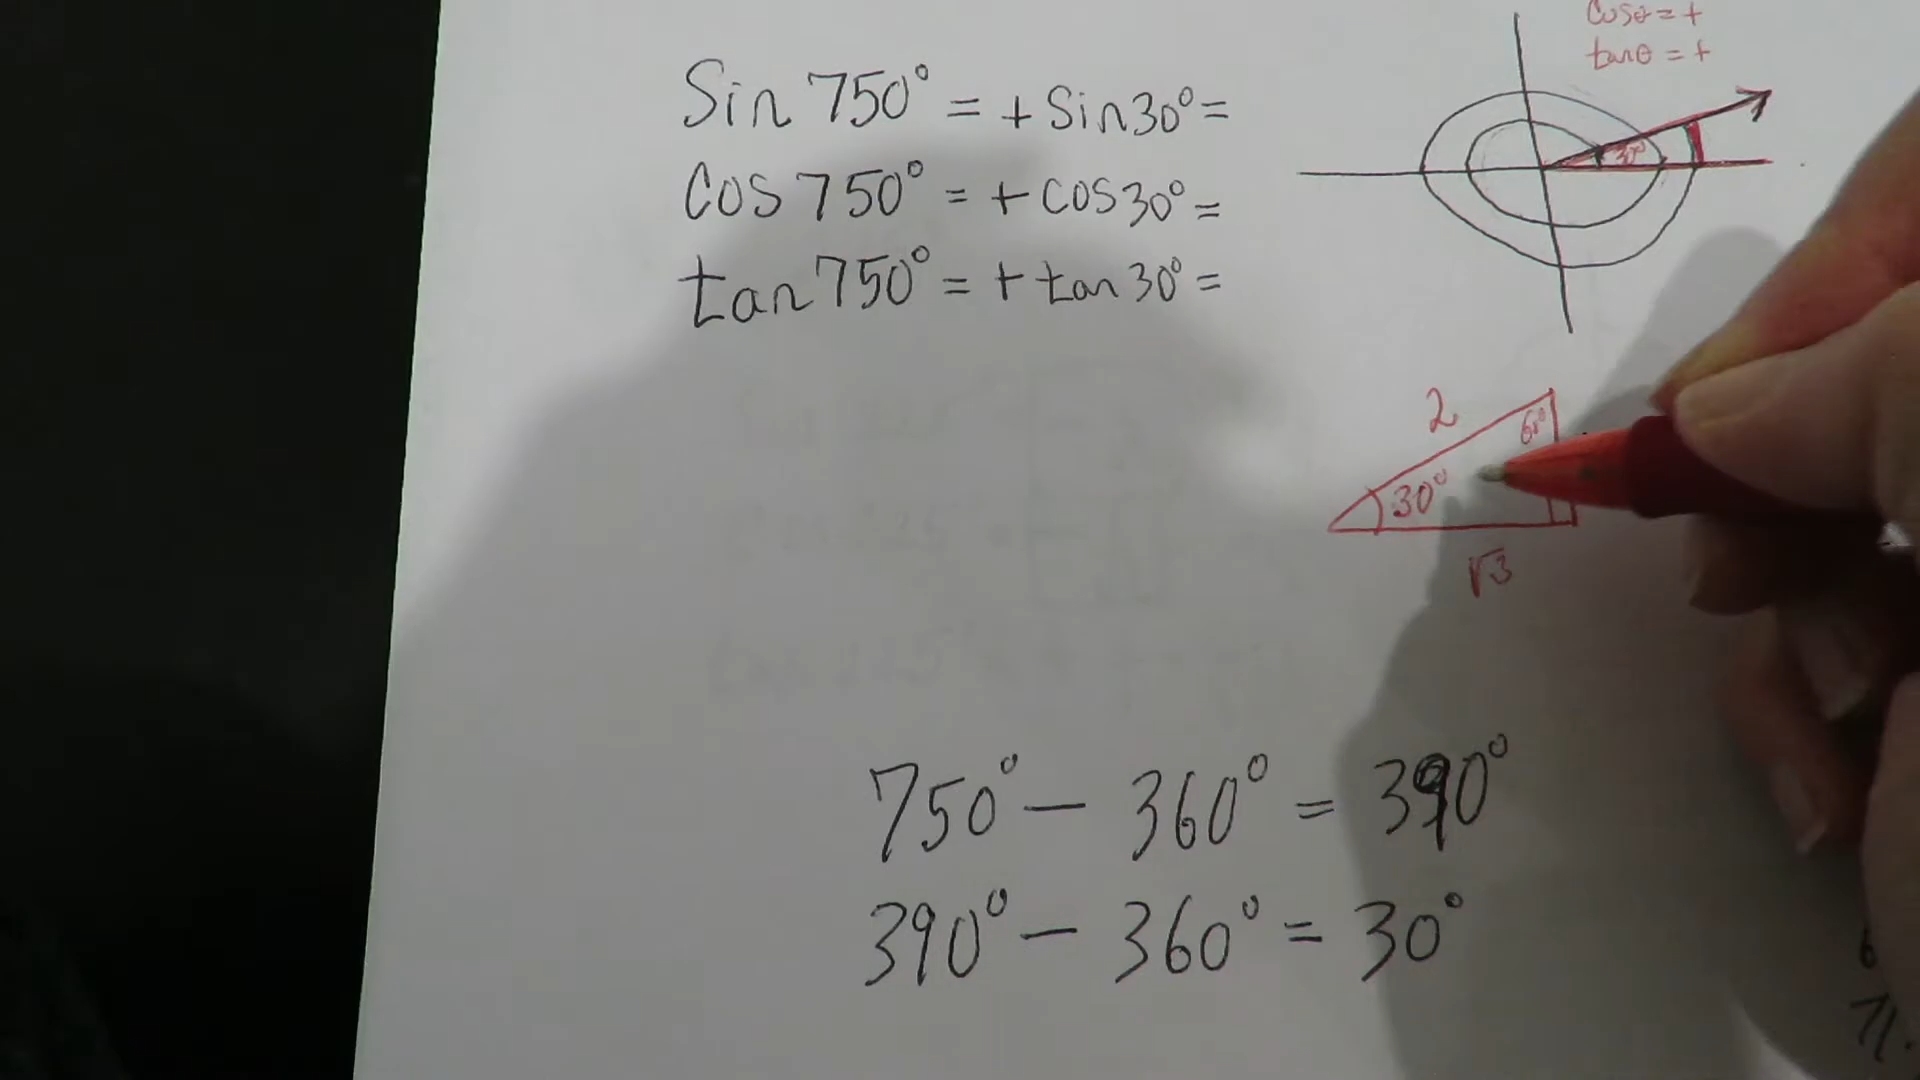 Sin 750° = + Sin 30° =
Cos 750° = + cos 30° =
tan 750° = + tan 30° =
cosθ = +
tanθ = +
30°
2
60°
30°
√3
750° − 360° = 390°
390° − 360° = 30°